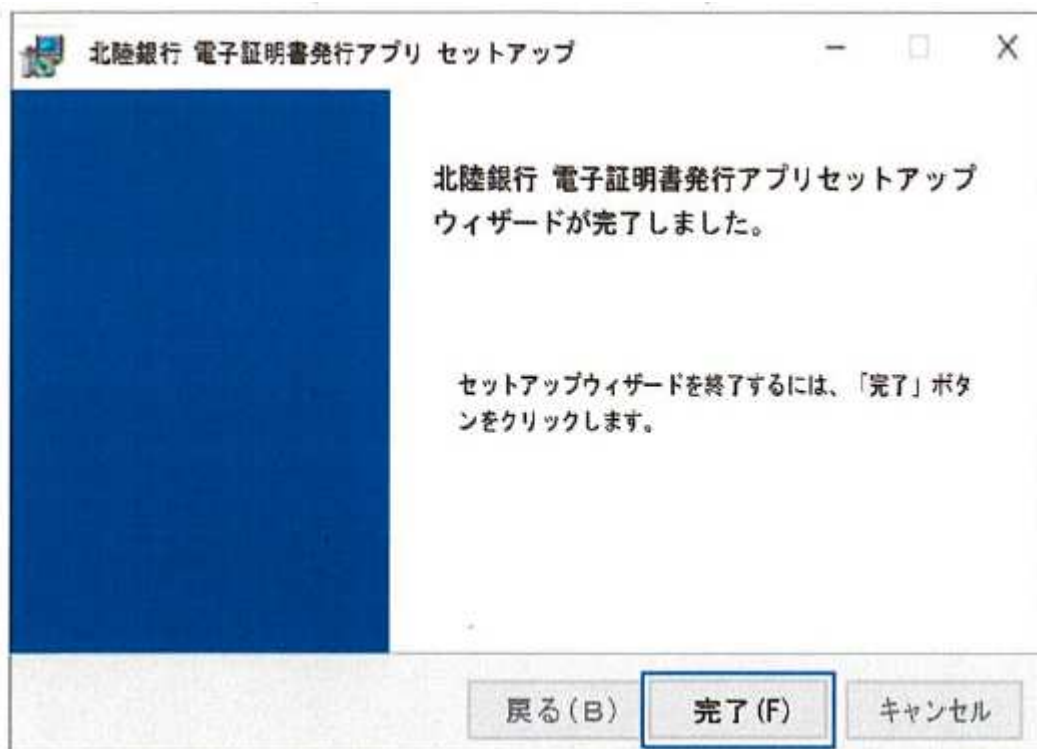 北陸銀行 電子証明書発行アプリ セットアップ
北陸銀行 電子証明書発行アプリセットアップ
ウィザードが完了しました。
セットアップウィザードを終了するには、「完了」ボタ
ンをクリックします。
戻る(B)
完了(F)
キャンセル